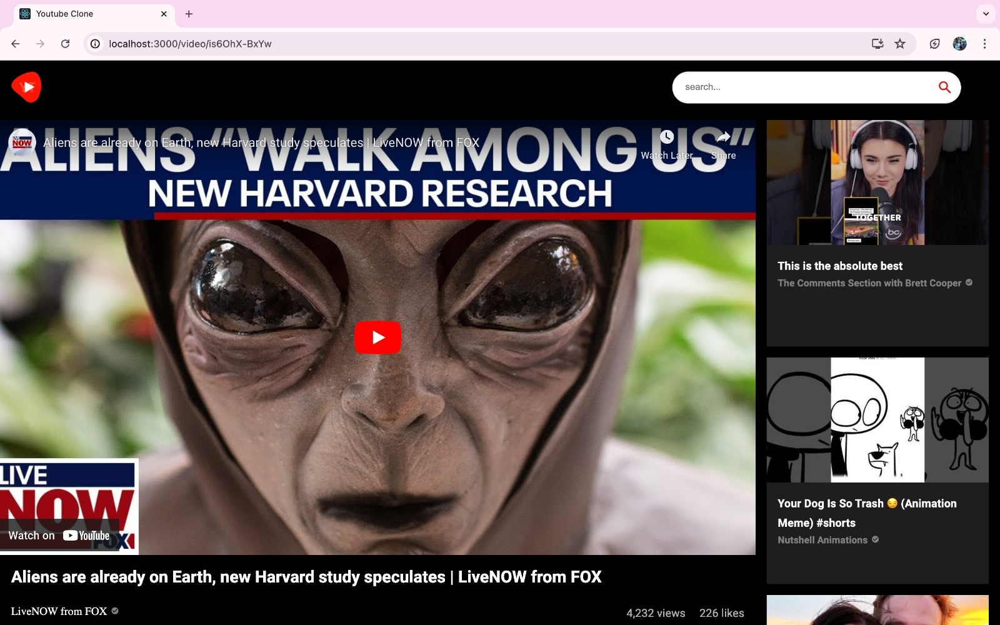 Youtube Clone
localhost:3000/video/is6OhX-BxYw
search...
Aliens are already on Earth, new Harvard study speculates | LiveNOW from FOX
Watch Later
Share
ALIENS “WALK AMONG US”
NEW HARVARD RESEARCH
LIVE
NOW
LIVE
NOW
FOX
Watch on YouTube
Aliens are already on Earth, new Harvard study speculates | LiveNOW from FOX
LiveNOW from FOX
4,232 views 226 likes
TOGETHER
bc
This is the absolute best
The Comments Section with Brett Cooper
Your Dog Is So Trash 😏 (Animation
Meme) #shorts
Nutshell Animations